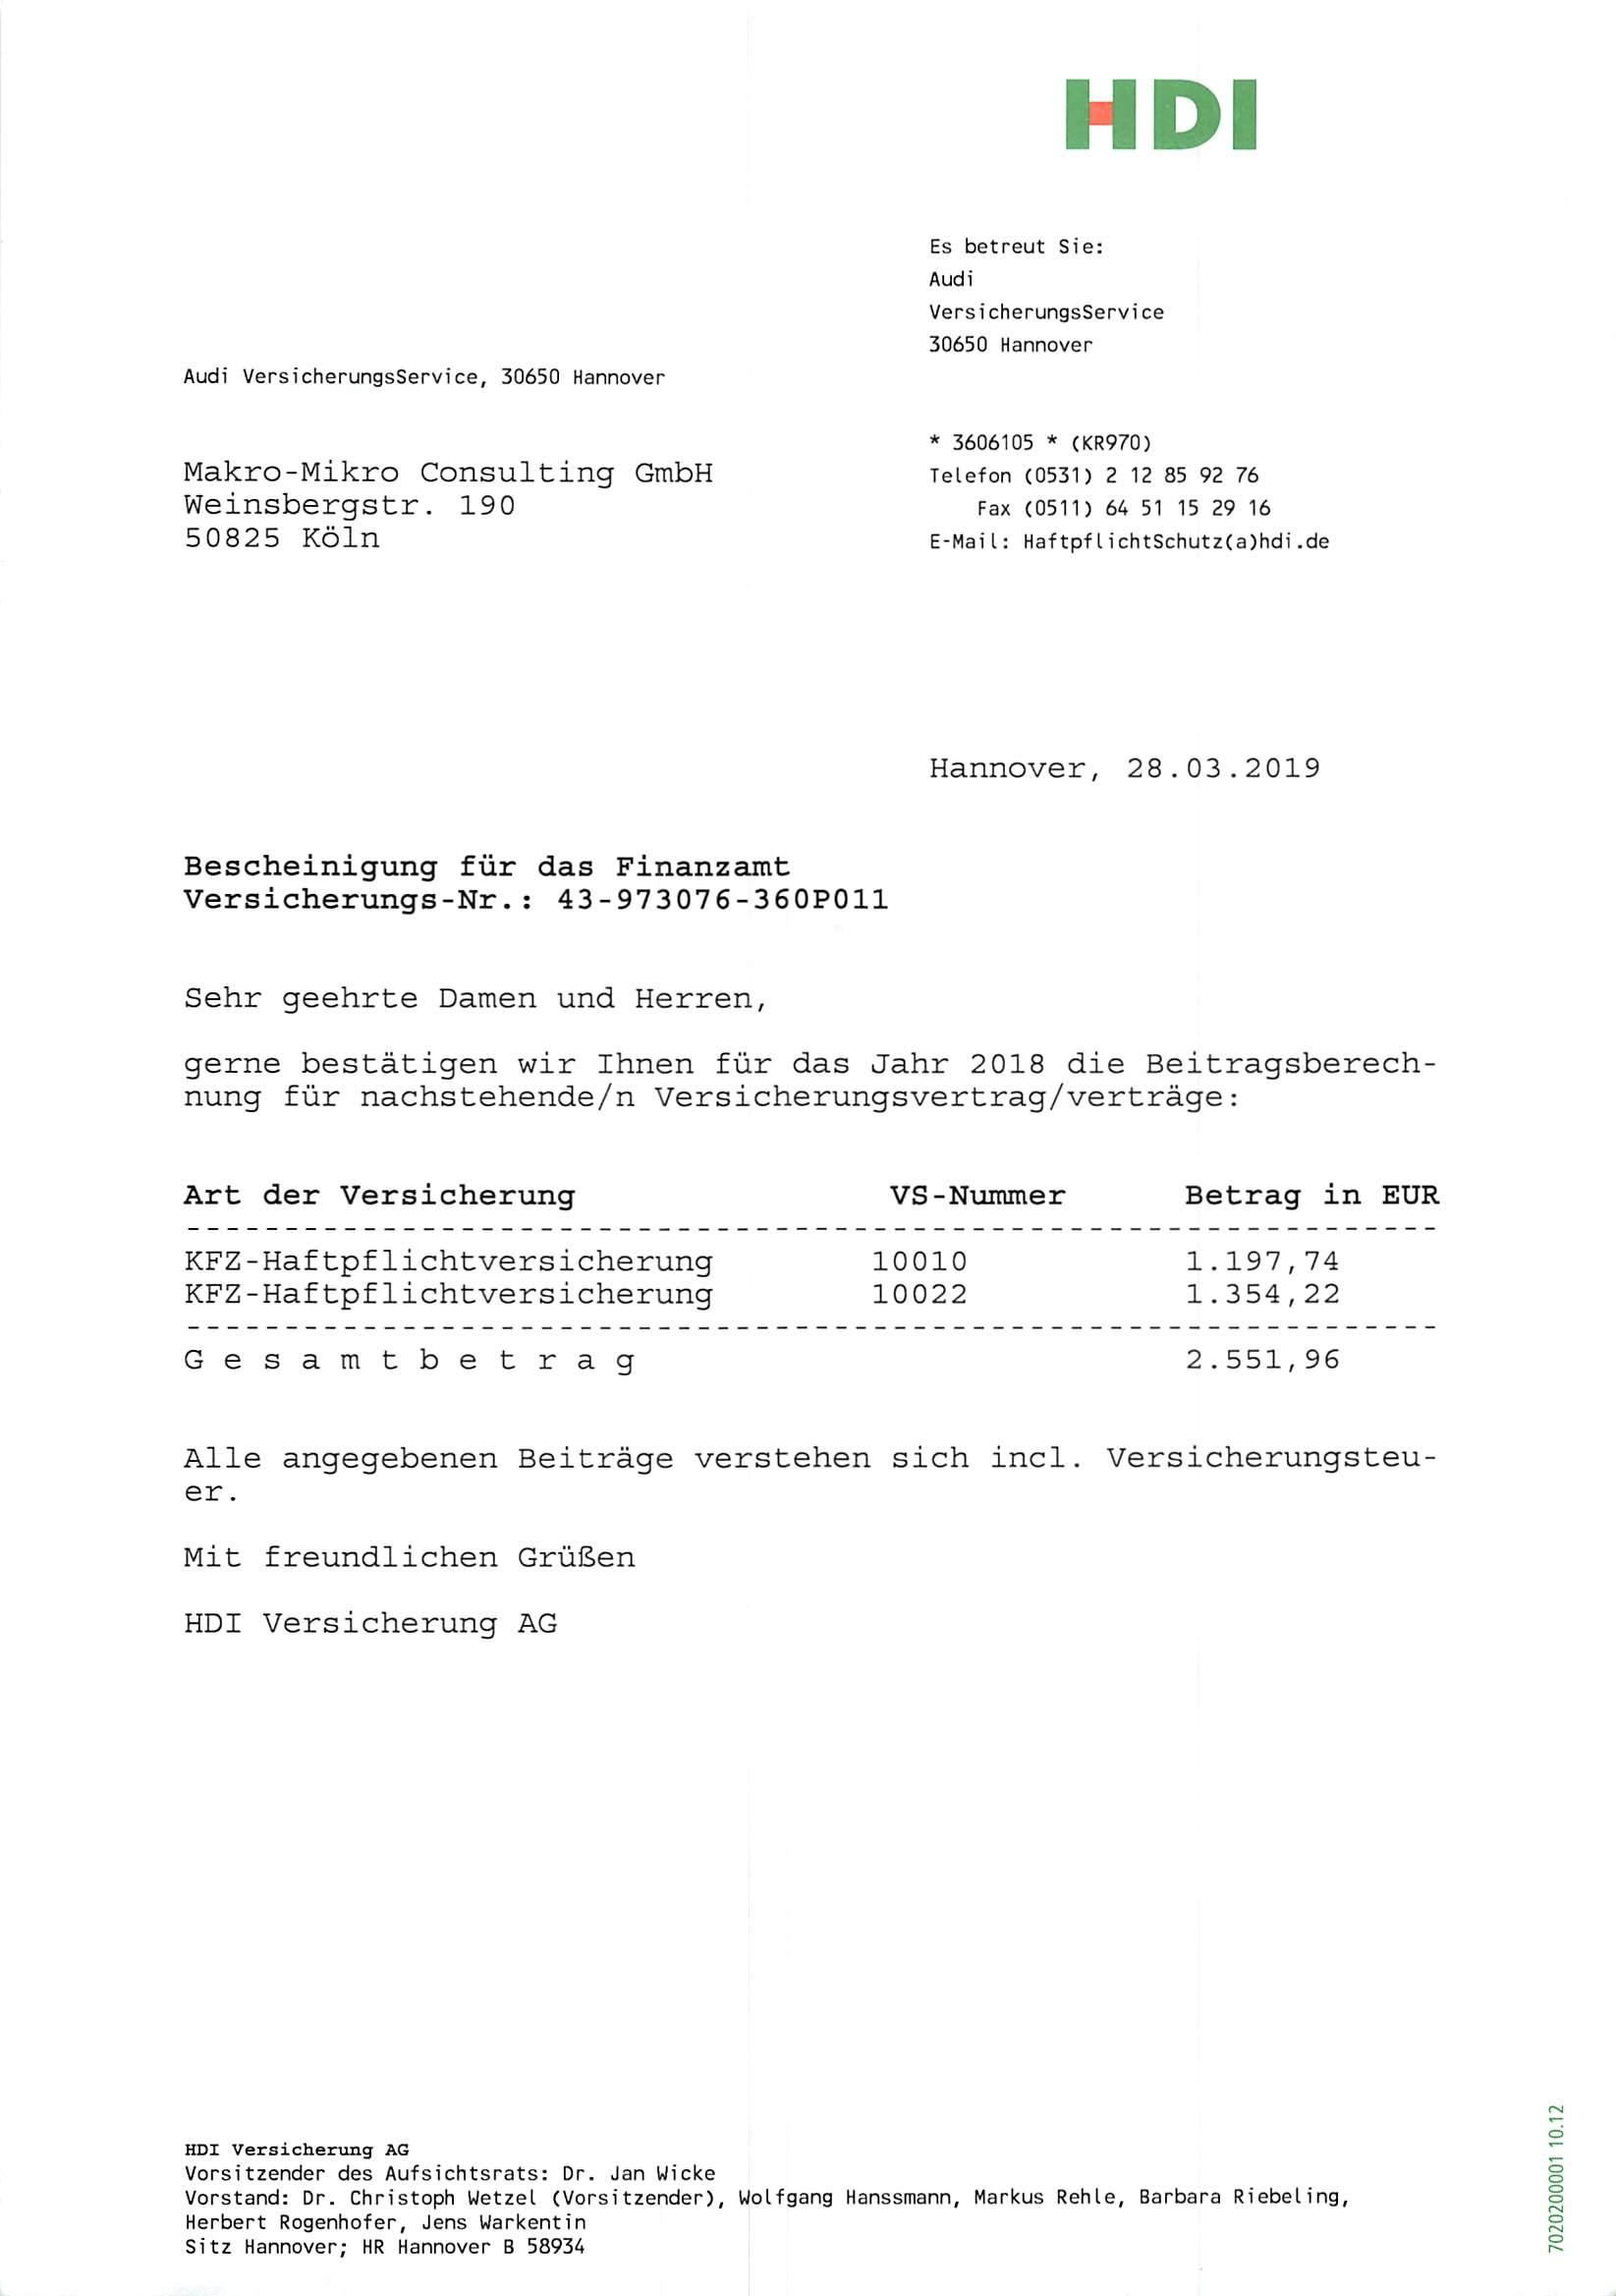 HDI
Es betreut Sie:
Audi
VersicherungsService
30650 Hannover
Audi VersicherungsService, 30650 Hannover
* 3606105 * (KR970)
Telefon (0531) 2 12 85 92 76
Fax (0511) 64 51 15 29 16
E-Mail: HaftpflichtSchutz(a)hdi.de
Makro-Mikro Consulting GmbH
Weinsbergstr. 190
50825 Köln
Hannover, 28.03.2019
Bescheinigung für das Finanzamt
Versicherungs-Nr.: 43-973076-360P011
Sehr geehrte Damen und Herren,
gerne bestätigen wir Ihnen für das Jahr 2018 die Beitragsberech-
nung für nachstehende/n Versicherungsvertrag/verträge:
Art der Versicherung VS-Nummer Betrag in EUR
KFZ-Haftpflichtversicherung 10010 1.197,74
KFZ-Haftpflichtversicherung 10022 1.354,22
G e s a m t b e t r a g 2.551,96
Alle angegebenen Beiträge verstehen sich incl. Versicherungsteu-
er.
Mit freundlichen Grüßen
HDI Versicherung AG
HDI Versicherung AG
Vorsitzender des Aufsichtsrats: Dr. Jan Wicke
Vorstand: Dr. Christoph Wetzel (Vorsitzender), Wolfgang Hanssmann, Markus Rehle, Barbara Riebeling,
Herbert Rogenhofer, Jens Warkentin
Sitz Hannover; HR Hannover B 58934
7020200001 10.12